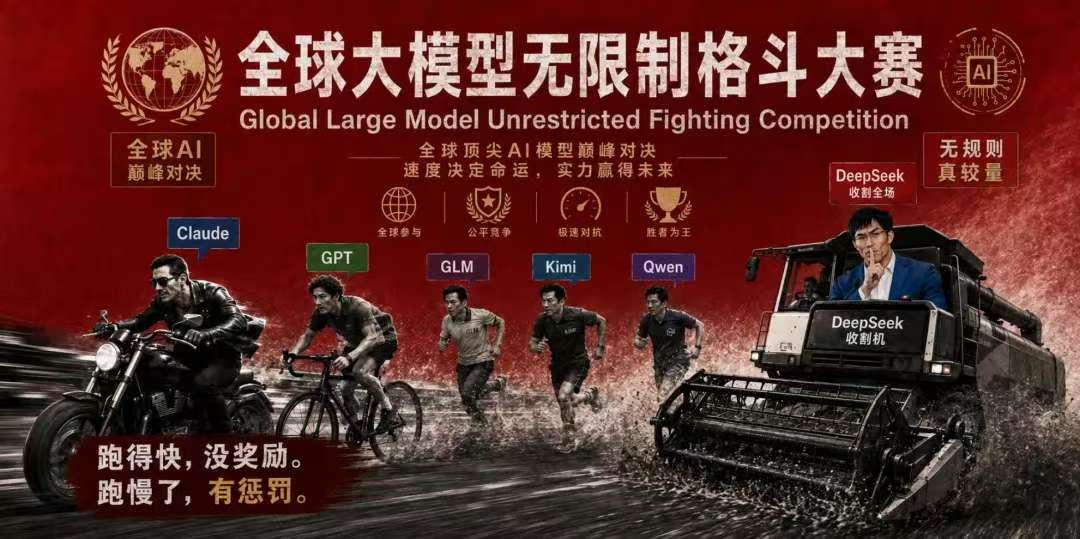 全球大模型无限制格斗大赛
Global Large Model Unrestricted Fighting Competition
AI
全球AI
巅峰对决
全球顶尖AI模型巅峰对决
速度决定命运，实力赢得未来
无规则
真较量
全球参与
公平竞争
极速对抗
胜者为王
DeepSeek
收割全场
Claude
GPT
GLM
Kimi
Qwen
DeepSeek
收割机
跑得快，没奖励。
跑慢了，有惩罚。